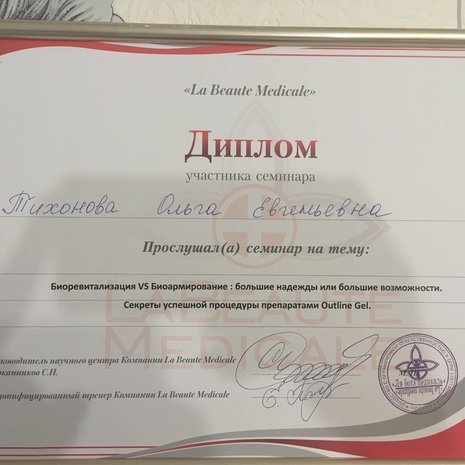 «La Beaute Medicale»
Диплом
участника семинара
Тихонова Ольга Евгеньевна
Прослушал(а) семинар на тему:
Биоревитализация VS Биоармирование : большие надежды или большие возможности.
Секреты успешной процедуры препаратами Outline Gel.
LABEAUTE
MEDICALE
научного центра Компании La Beaute Medicale
С.Н.
тренер Компании La Beaute Medicale